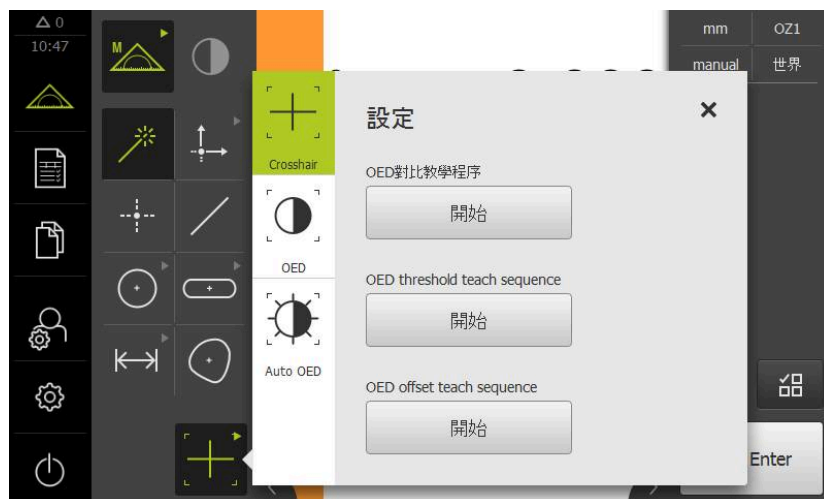 0
10:47
M
mm
OZ1
manual
世界
Crosshair
OED
Auto OED
設定
OED對比教學程序
開始
OED threshold teach sequence
開始
OED offset teach sequence
開始
Enter